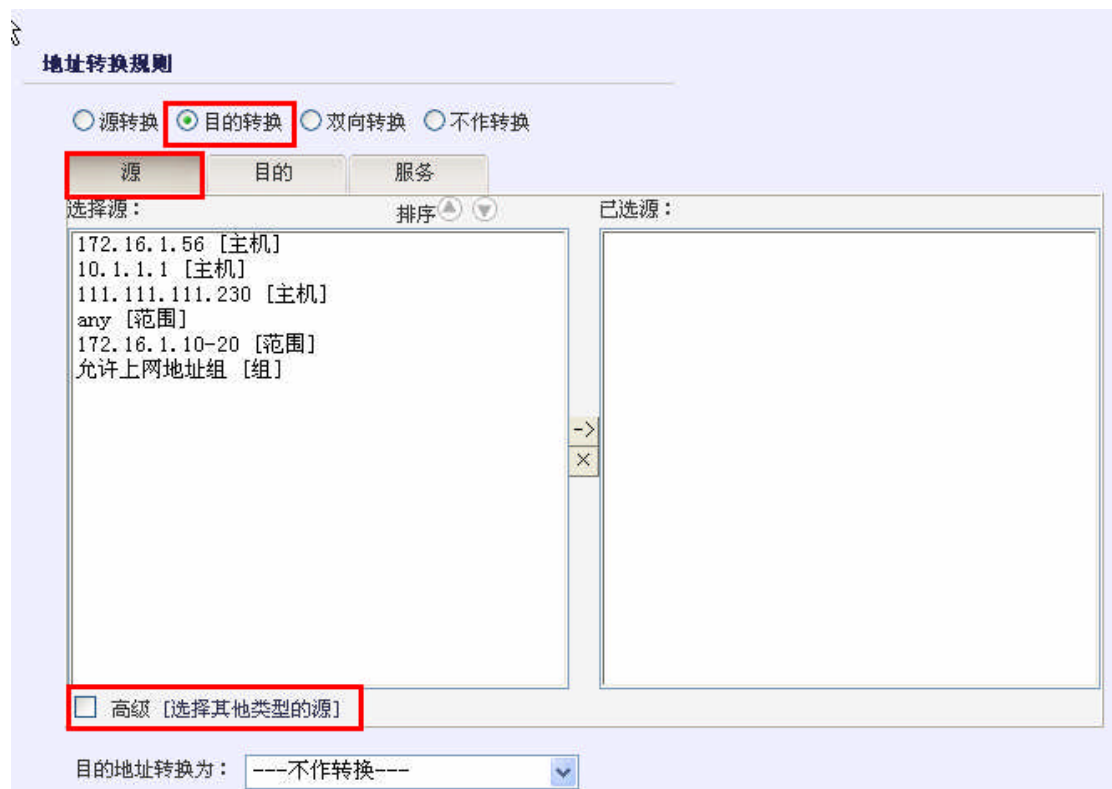 地址转换规则
源转换 目的转换 双向转换 不作转换
源 目的 服务
选择源： 排序 已选源：
172.16.1.56 [主机]
10.1.1.1 [主机]
111.111.111.230 [主机]
any [范围]
172.16.1.10-20 [范围]
允许上网地址组 [组]
->
×
高级 [选择其他类型的源]
目的地址转换为： ---不作转换---